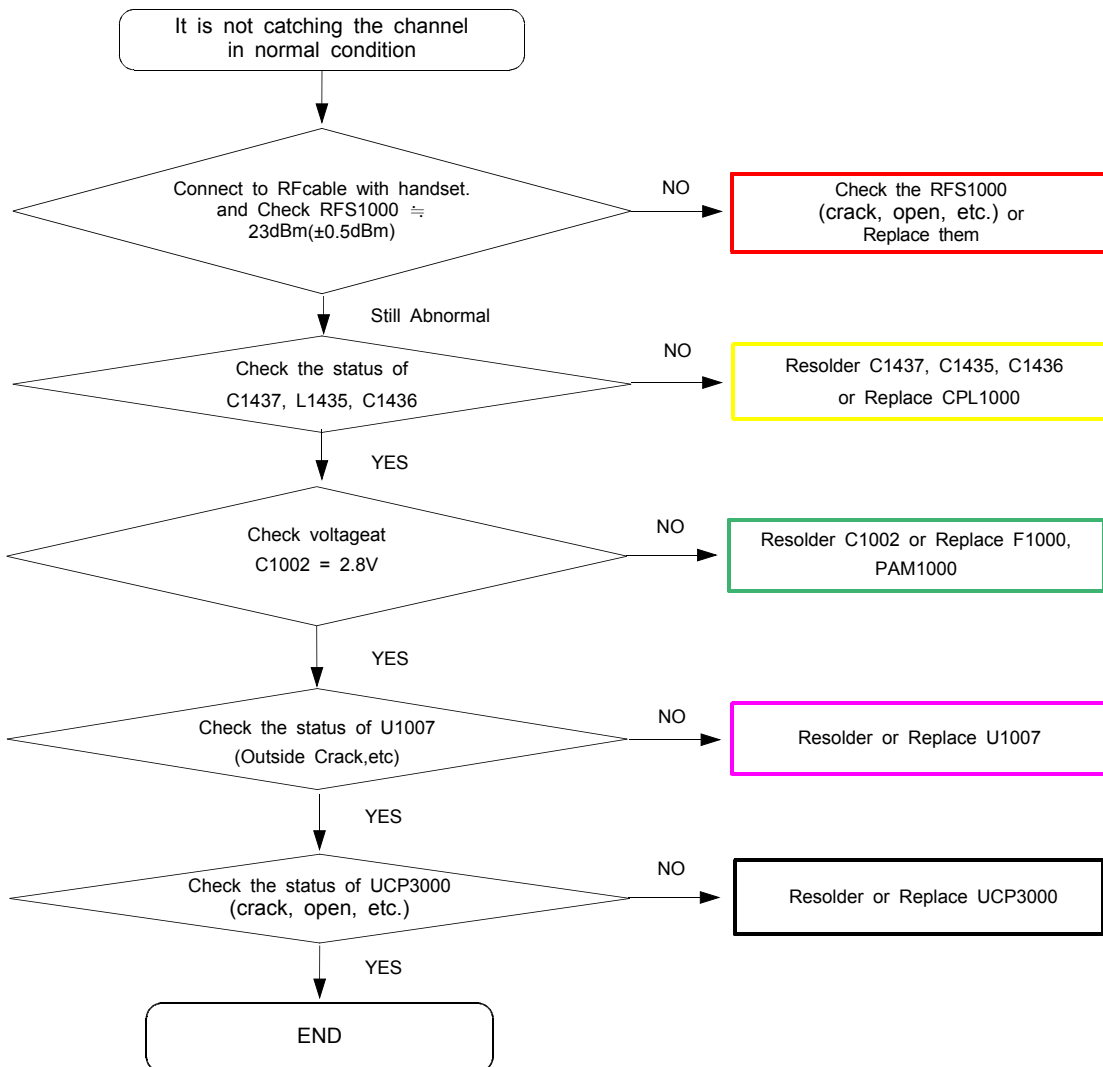 It is not catching the channel
in normal condition
Connect to RFcable with handset.
and Check RFS1000 ≒
23dBm(±0.5dBm)
NO
Check the RFS1000
(crack, open, etc.) or
Replace them
Still Abnormal
Check the status of
C1437, L1435, C1436
NO
Resolder C1437, C1435, C1436
or Replace CPL1000
YES
Check voltageat
C1002 = 2.8V
NO
Resolder C1002 or Replace F1000,
PAM1000
YES
Check the status of U1007
(Outside Crack,etc)
NO
Resolder or Replace U1007
YES
Check the status of UCP3000
(crack, open, etc.)
NO
Resolder or Replace UCP3000
YES
END